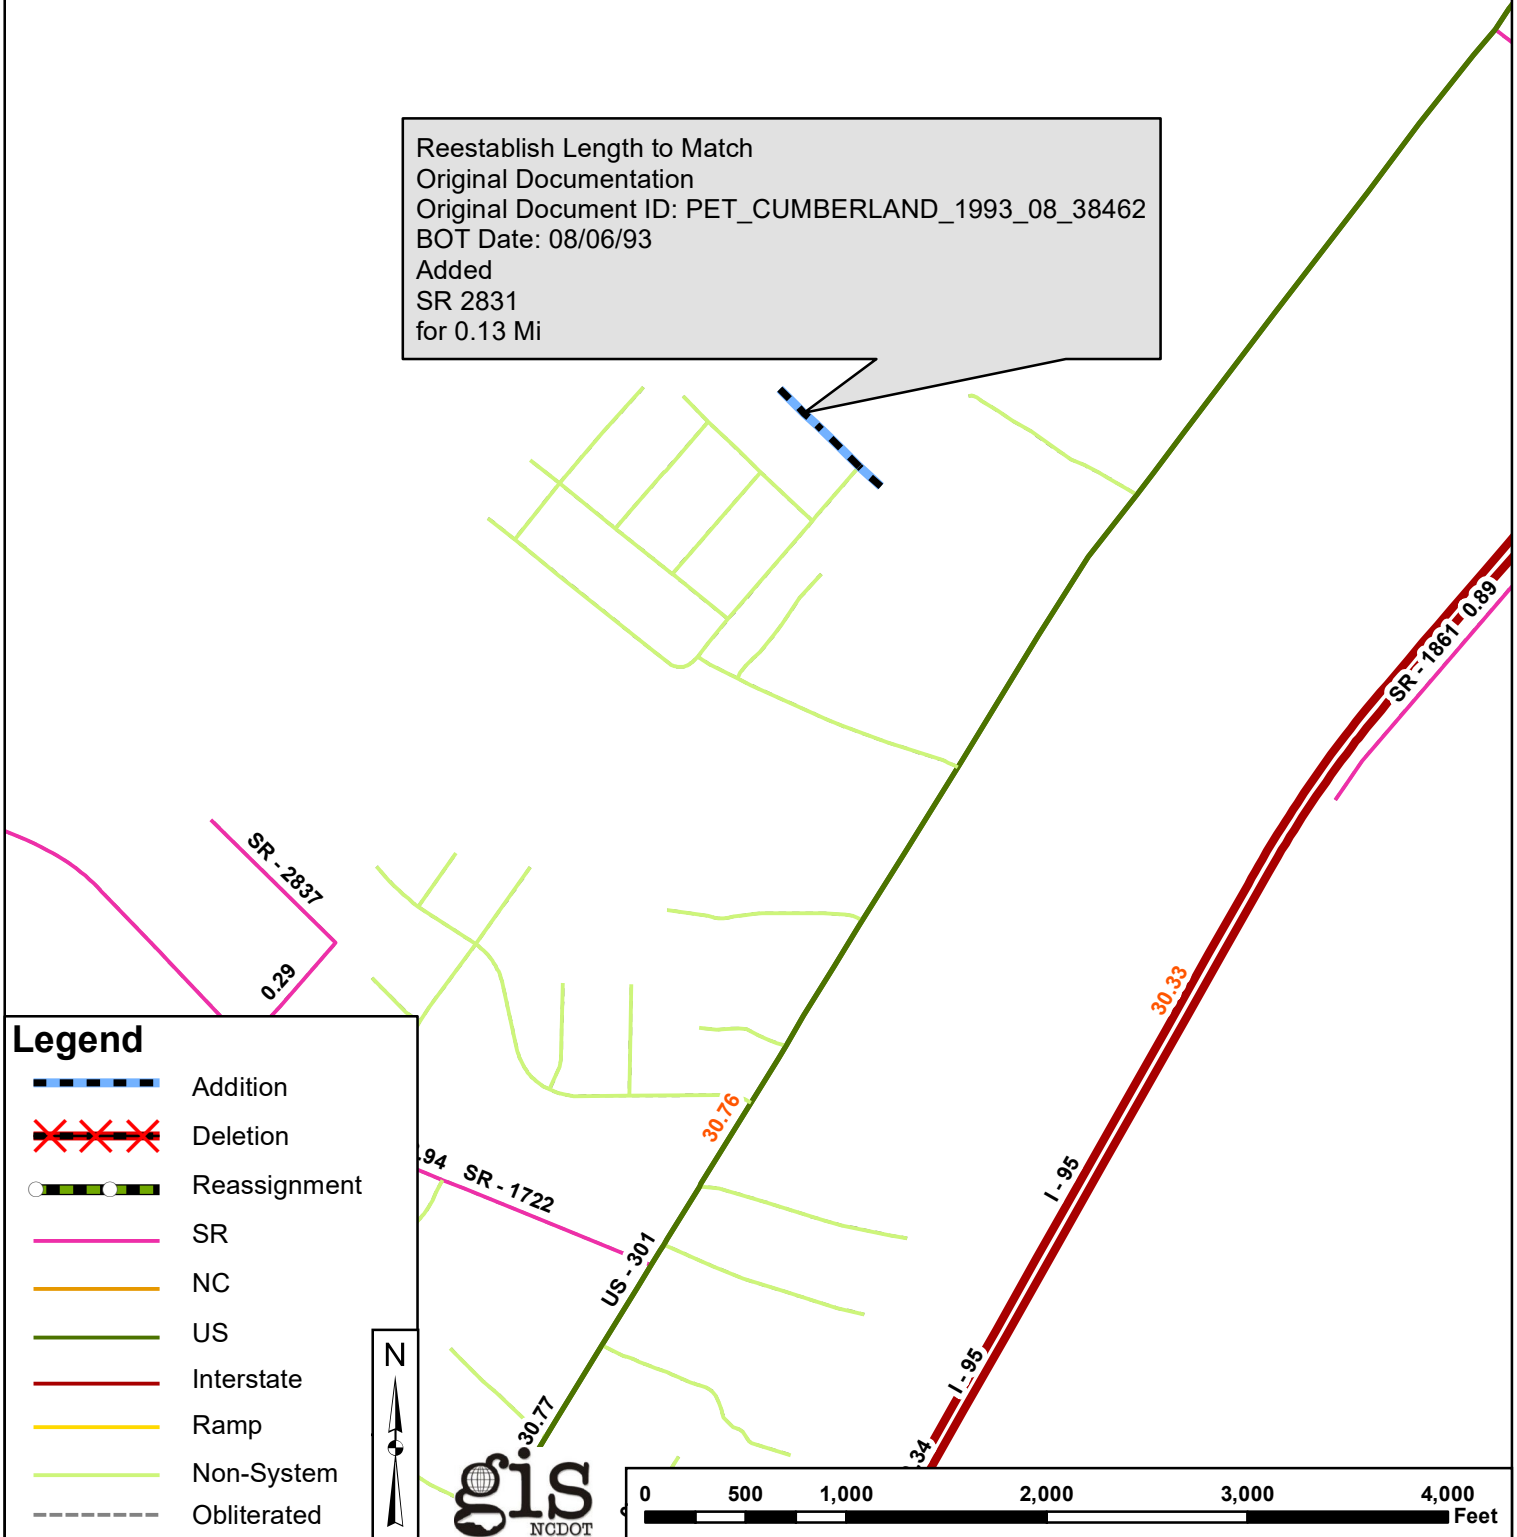 Reestablish Length to Match
Original Documentation
Original Document ID: PET_CUMBERLAND_1993_08_38462
BOT Date: 08/06/93
Added
SR 2831
for 0.13 Mi
SR - 1861 0.89
SR - 2837
0.29
30.33
30.76
I - 95
.94 SR - 1722
US - 301
I - 95
30.77
.34
Legend
Addition
Deletion
Reassignment
SR
NC
US
Interstate
Ramp
Non-System
Obliterated
N
gis
NCDOT
0 500 1,000 2,000 3,000 4,000
Feet